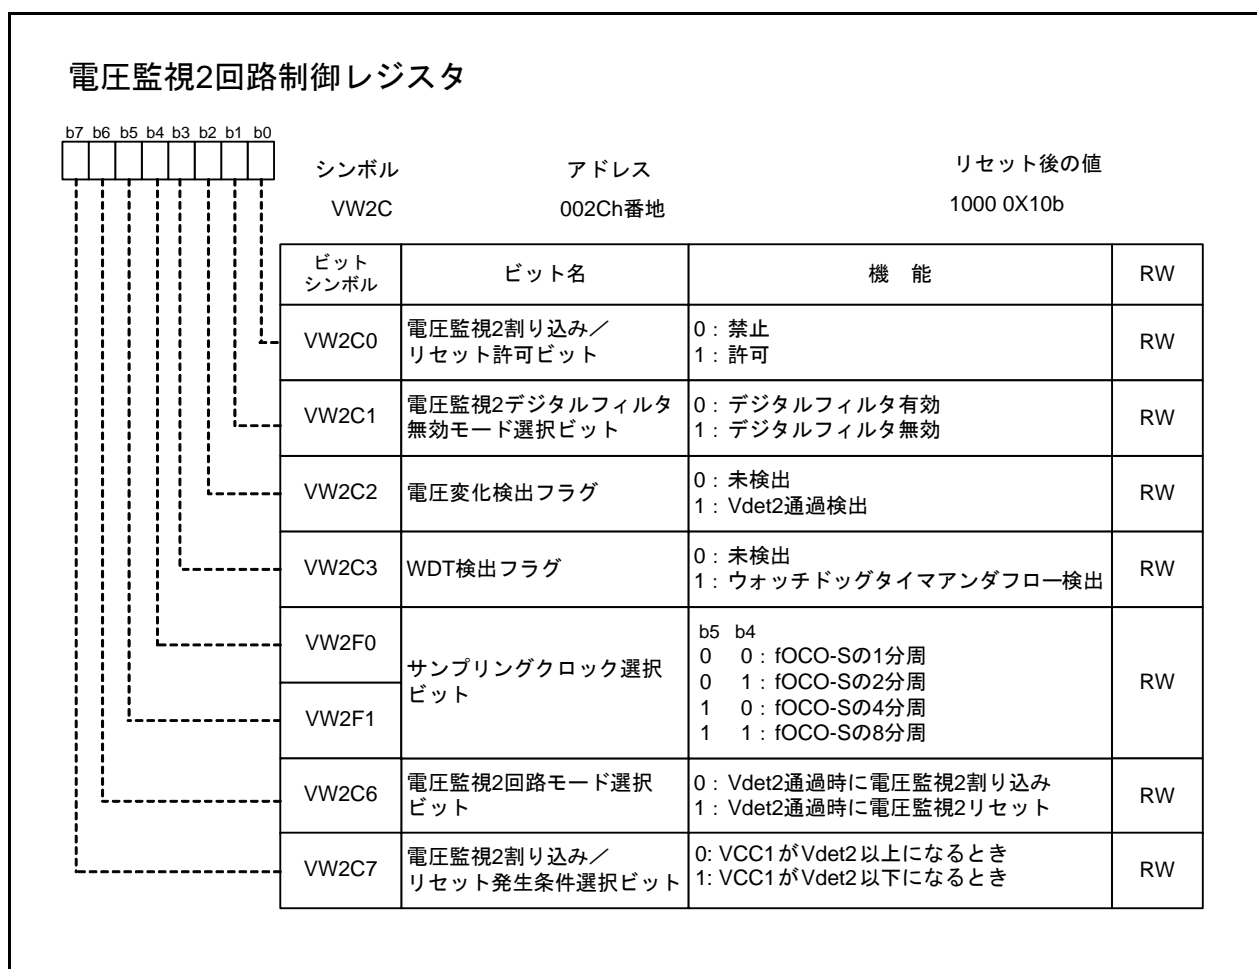 電圧監視2回路制御レジスタ
b7 b6 b5 b4 b3 b2 b1 b0
シンボル アドレス リセット後の値
VW2C 002Ch番地 1000 0X10b
ビット
シンボル
ビット名
機 能
RW
VW2C0
電圧監視2割り込み／
リセット許可ビット
0：禁止
1：許可
RW
VW2C1
電圧監視2デジタルフィルタ
無効モード選択ビット
0：デジタルフィルタ有効
1：デジタルフィルタ無効
RW
VW2C2
電圧変化検出フラグ
0：未検出
1：Vdet2通過検出
RW
VW2C3
WDT検出フラグ
0：未検出
1：ウォッチドッグタイマアンダフロー検出
RW
VW2F0
VW2F1
サンプリングクロック選択
ビット
b5 b4
0 0：fOCO-Sの1分周
0 1：fOCO-Sの2分周
1 0：fOCO-Sの4分周
1 1：fOCO-Sの8分周
RW
VW2C6
電圧監視2回路モード選択
ビット
0：Vdet2通過時に電圧監視2割り込み
1：Vdet2通過時に電圧監視2リセット
RW
VW2C7
電圧監視2割り込み／
リセット発生条件選択ビット
0: VCC1がVdet2以上になるとき
1: VCC1がVdet2以下になるとき
RW